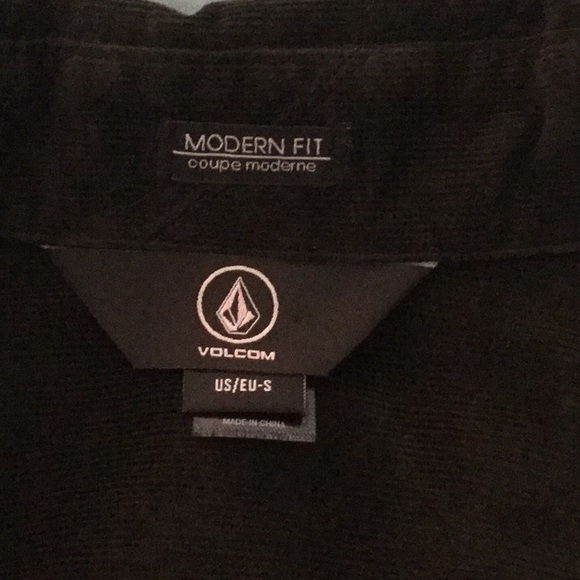 MODERN FIT
coupe moderne
VOLCOM
US/EU-S
MADE IN CHINA